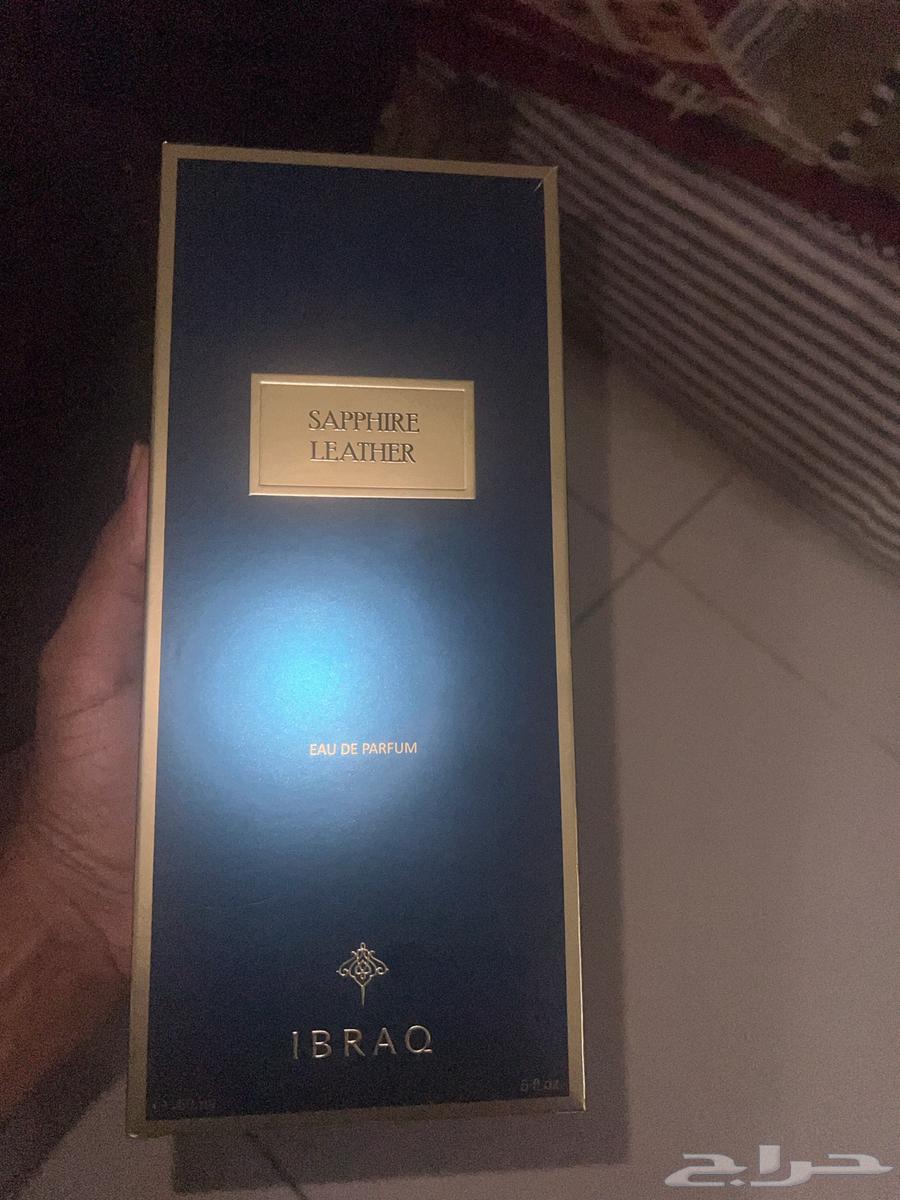 SAPPHIRE
LEATHER
EAU DE PARFUM
IBRAQ
حراج